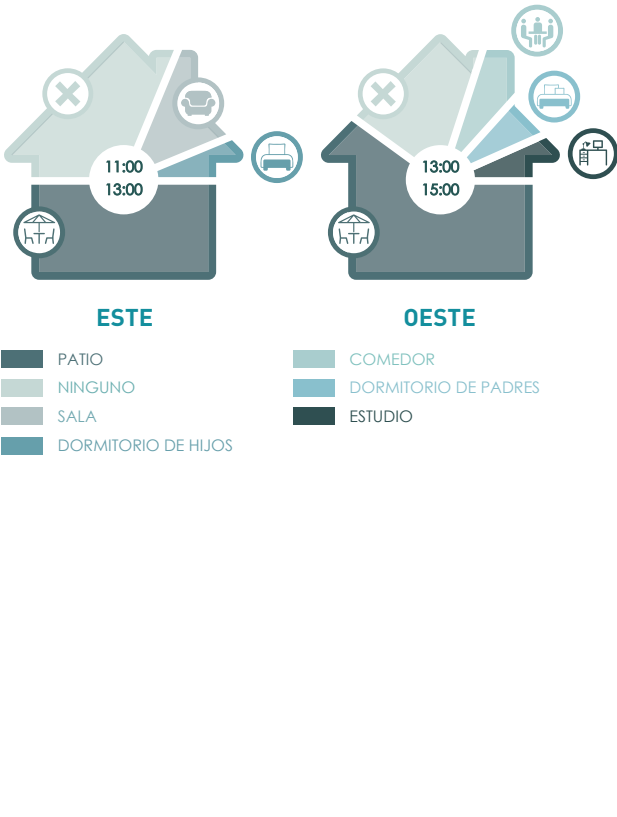 11:00
13:00
13:00
15:00
ESTE
OESTE
PATIO
NINGUNO
SALA
DORMITORIO DE HIJOS
COMEDOR
DORMITORIO DE PADRES
ESTUDIO